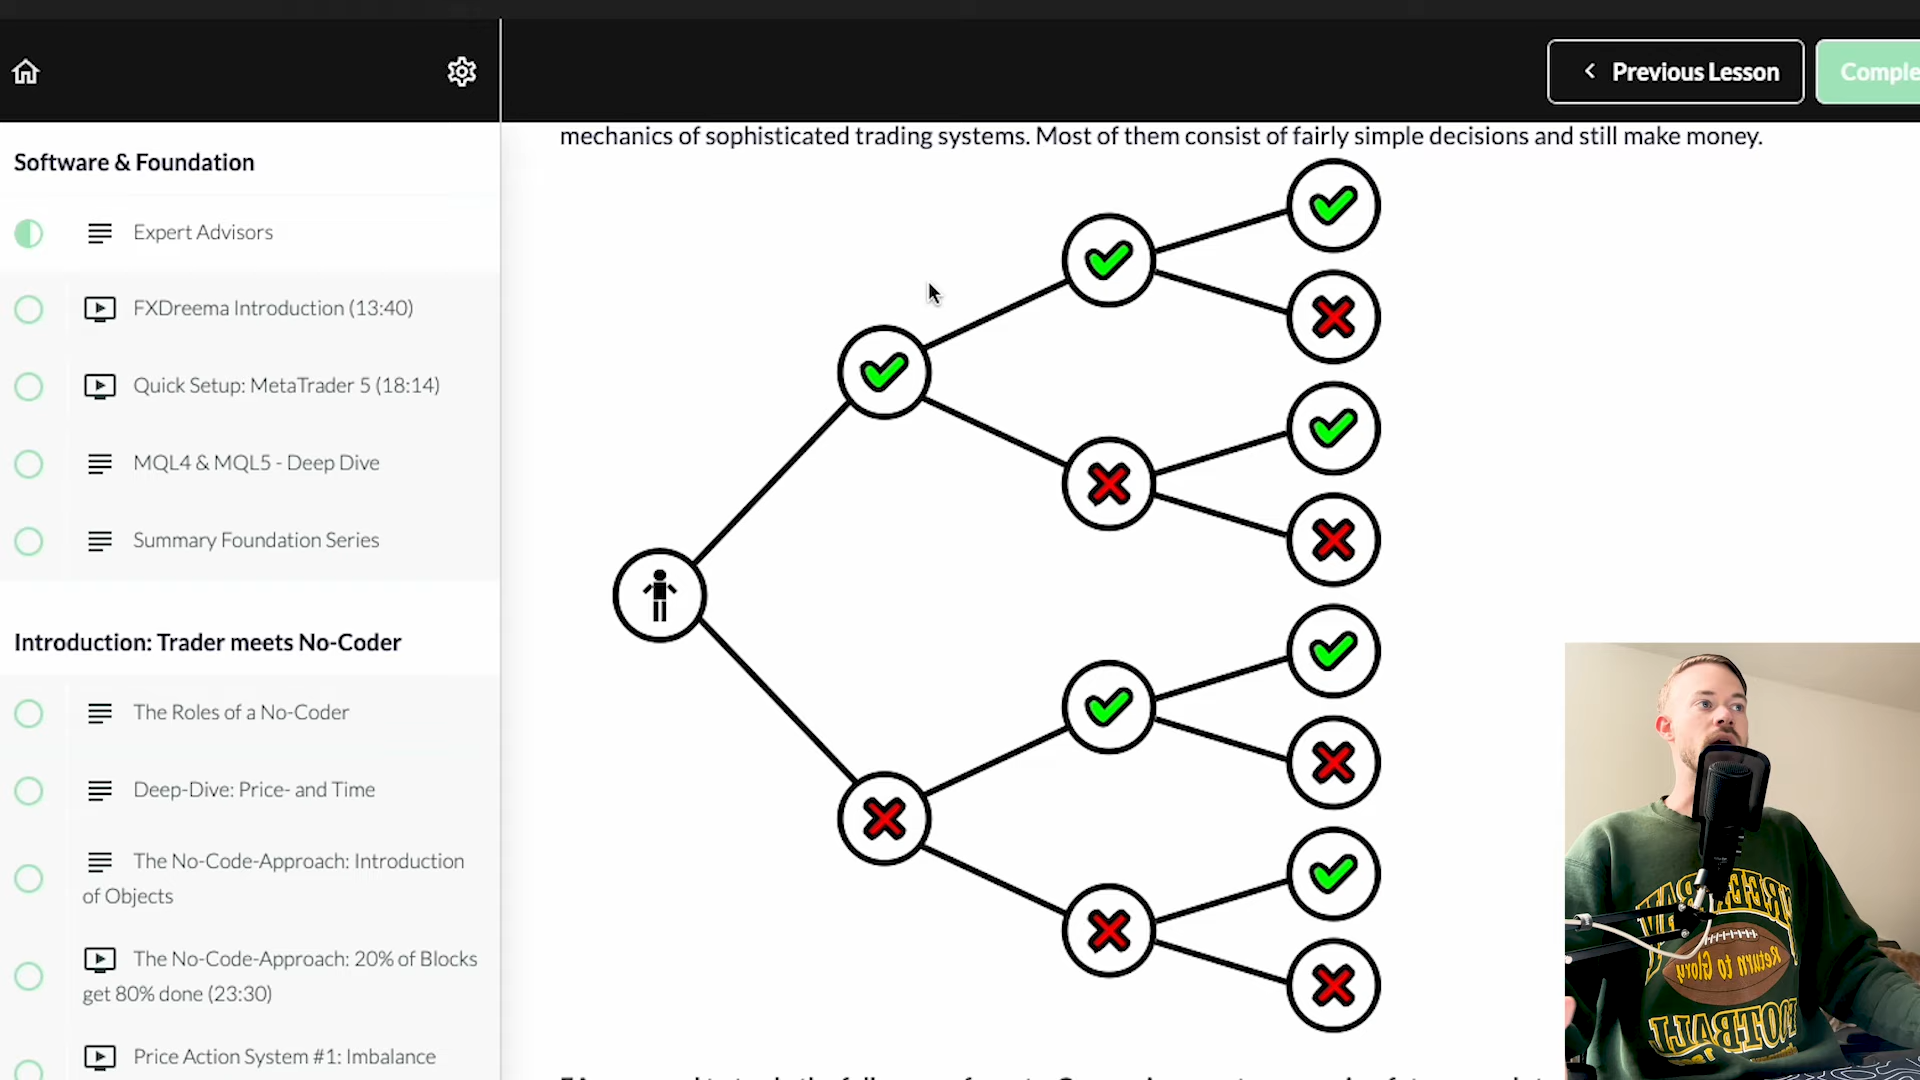 Previous Lesson
Comple
Software & Foundation
Expert Advisors
FXDreema Introduction (13:40)
Quick Setup: MetaTrader 5 (18:14)
MQL4 & MQL5 - Deep Dive
Summary Foundation Series
Introduction: Trader meets No-Coder
The Roles of a No-Coder
Deep-Dive: Price- and Time
The No-Code-Approach: Introduction
of Objects
The No-Code-Approach: 20% of Blocks
get 80% done (23:30)
Price Action System #1: Imbalance
mechanics of sophisticated trading systems. Most of them consist of fairly simple decisions and still make money.
Return to
Glory
FOOTBALL